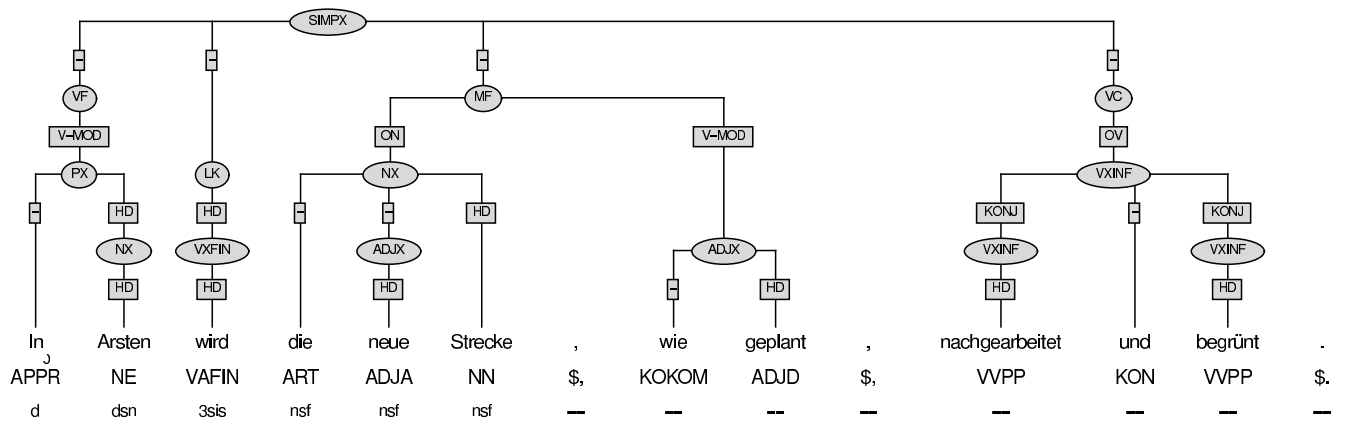 SIMPX
– – – –
VF MF VC
V–MOD ON V–MOD OV
PX LK NX VXINF
– HD HD – – HD KONJ – KONJ
NX VXFIN ADJX ADJX VXINF VXINF
HD HD HD – HD HD HD
In Arsten wird die neue Strecke , wie geplant , nachgearbeitet und begrünt .
APPR NE VAFIN ART ADJA NN $, KOKOM ADJD $, VVPP KON VVPP $.
d dsn 3sis nsf nsf nsf –– –– –– –– –– –– –– ––